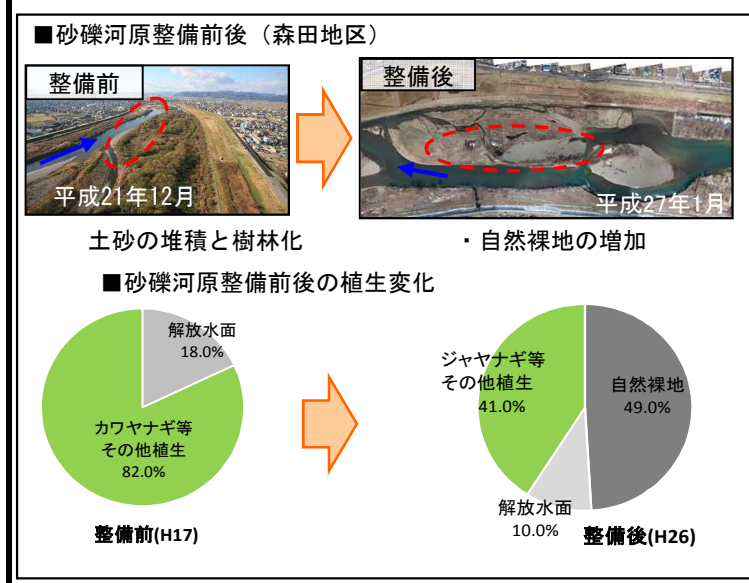 ■砂礫河原整備前後（森田地区）
整備前
整備後
平成21年12月
平成27年1月
土砂の堆積と樹林化
・自然裸地の増加
■砂礫河原整備前後の植生変化
解放水面
18.0%
カワヤナギ等
その他植生
82.0%
整備前(H17)
ジャヤナギ等
その他植生
41.0%
自然裸地
49.0%
解放水面
10.0%
整備後(H26)